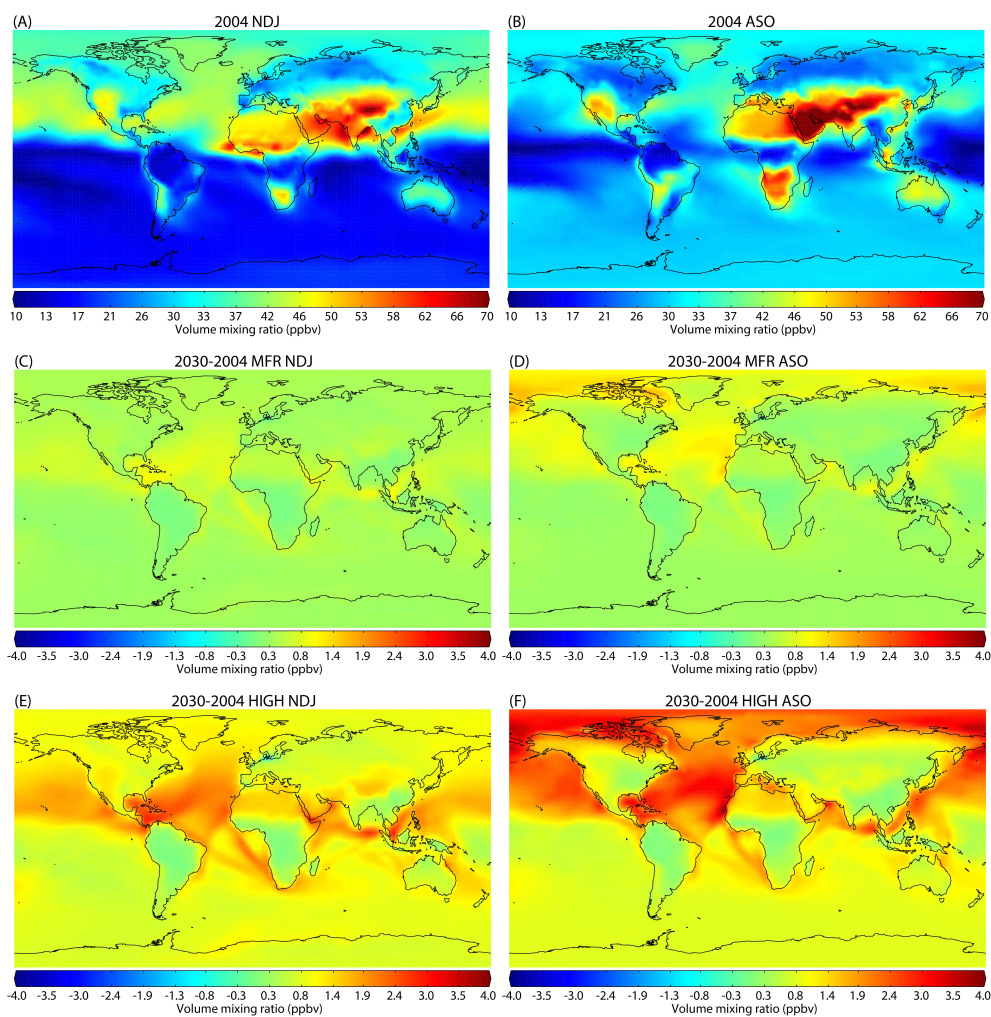 (A) 2004 NDJ
(B) 2004 ASO
10 13 17 21 26 30 33 37 42 46 50 53 58 62 66 70
Volume mixing ratio (ppbv)
10 13 17 21 26 30 33 37 42 46 50 53 58 62 66 70
Volume mixing ratio (ppbv)
(C) 2030-2004 MFR NDJ
(D) 2030-2004 MFR ASO
-4.0 -3.5 -3.0 -2.4 -1.9 -1.3 -0.8 -0.3 0.3 0.8 1.3 1.9 2.4 3.0 3.5 4.0
Volume mixing ratio (ppbv)
-4.0 -3.5 -3.0 -2.4 -1.9 -1.3 -0.8 -0.3 0.3 0.8 1.3 1.9 2.4 3.0 3.5 4.0
Volume mixing ratio (ppbv)
(E) 2030-2004 HIGH NDJ
(F) 2030-2004 HIGH ASO
-4.0 -3.5 -3.0 -2.4 -1.9 -1.3 -0.8 -0.3 0.3 0.8 1.3 1.9 2.4 3.0 3.5 4.0
Volume mixing ratio (ppbv)
-4.0 -3.5 -3.0 -2.4 -1.9 -1.3 -0.8 -0.3 0.3 0.8 1.3 1.9 2.4 3.0 3.5 4.0
Volume mixing ratio (ppbv)